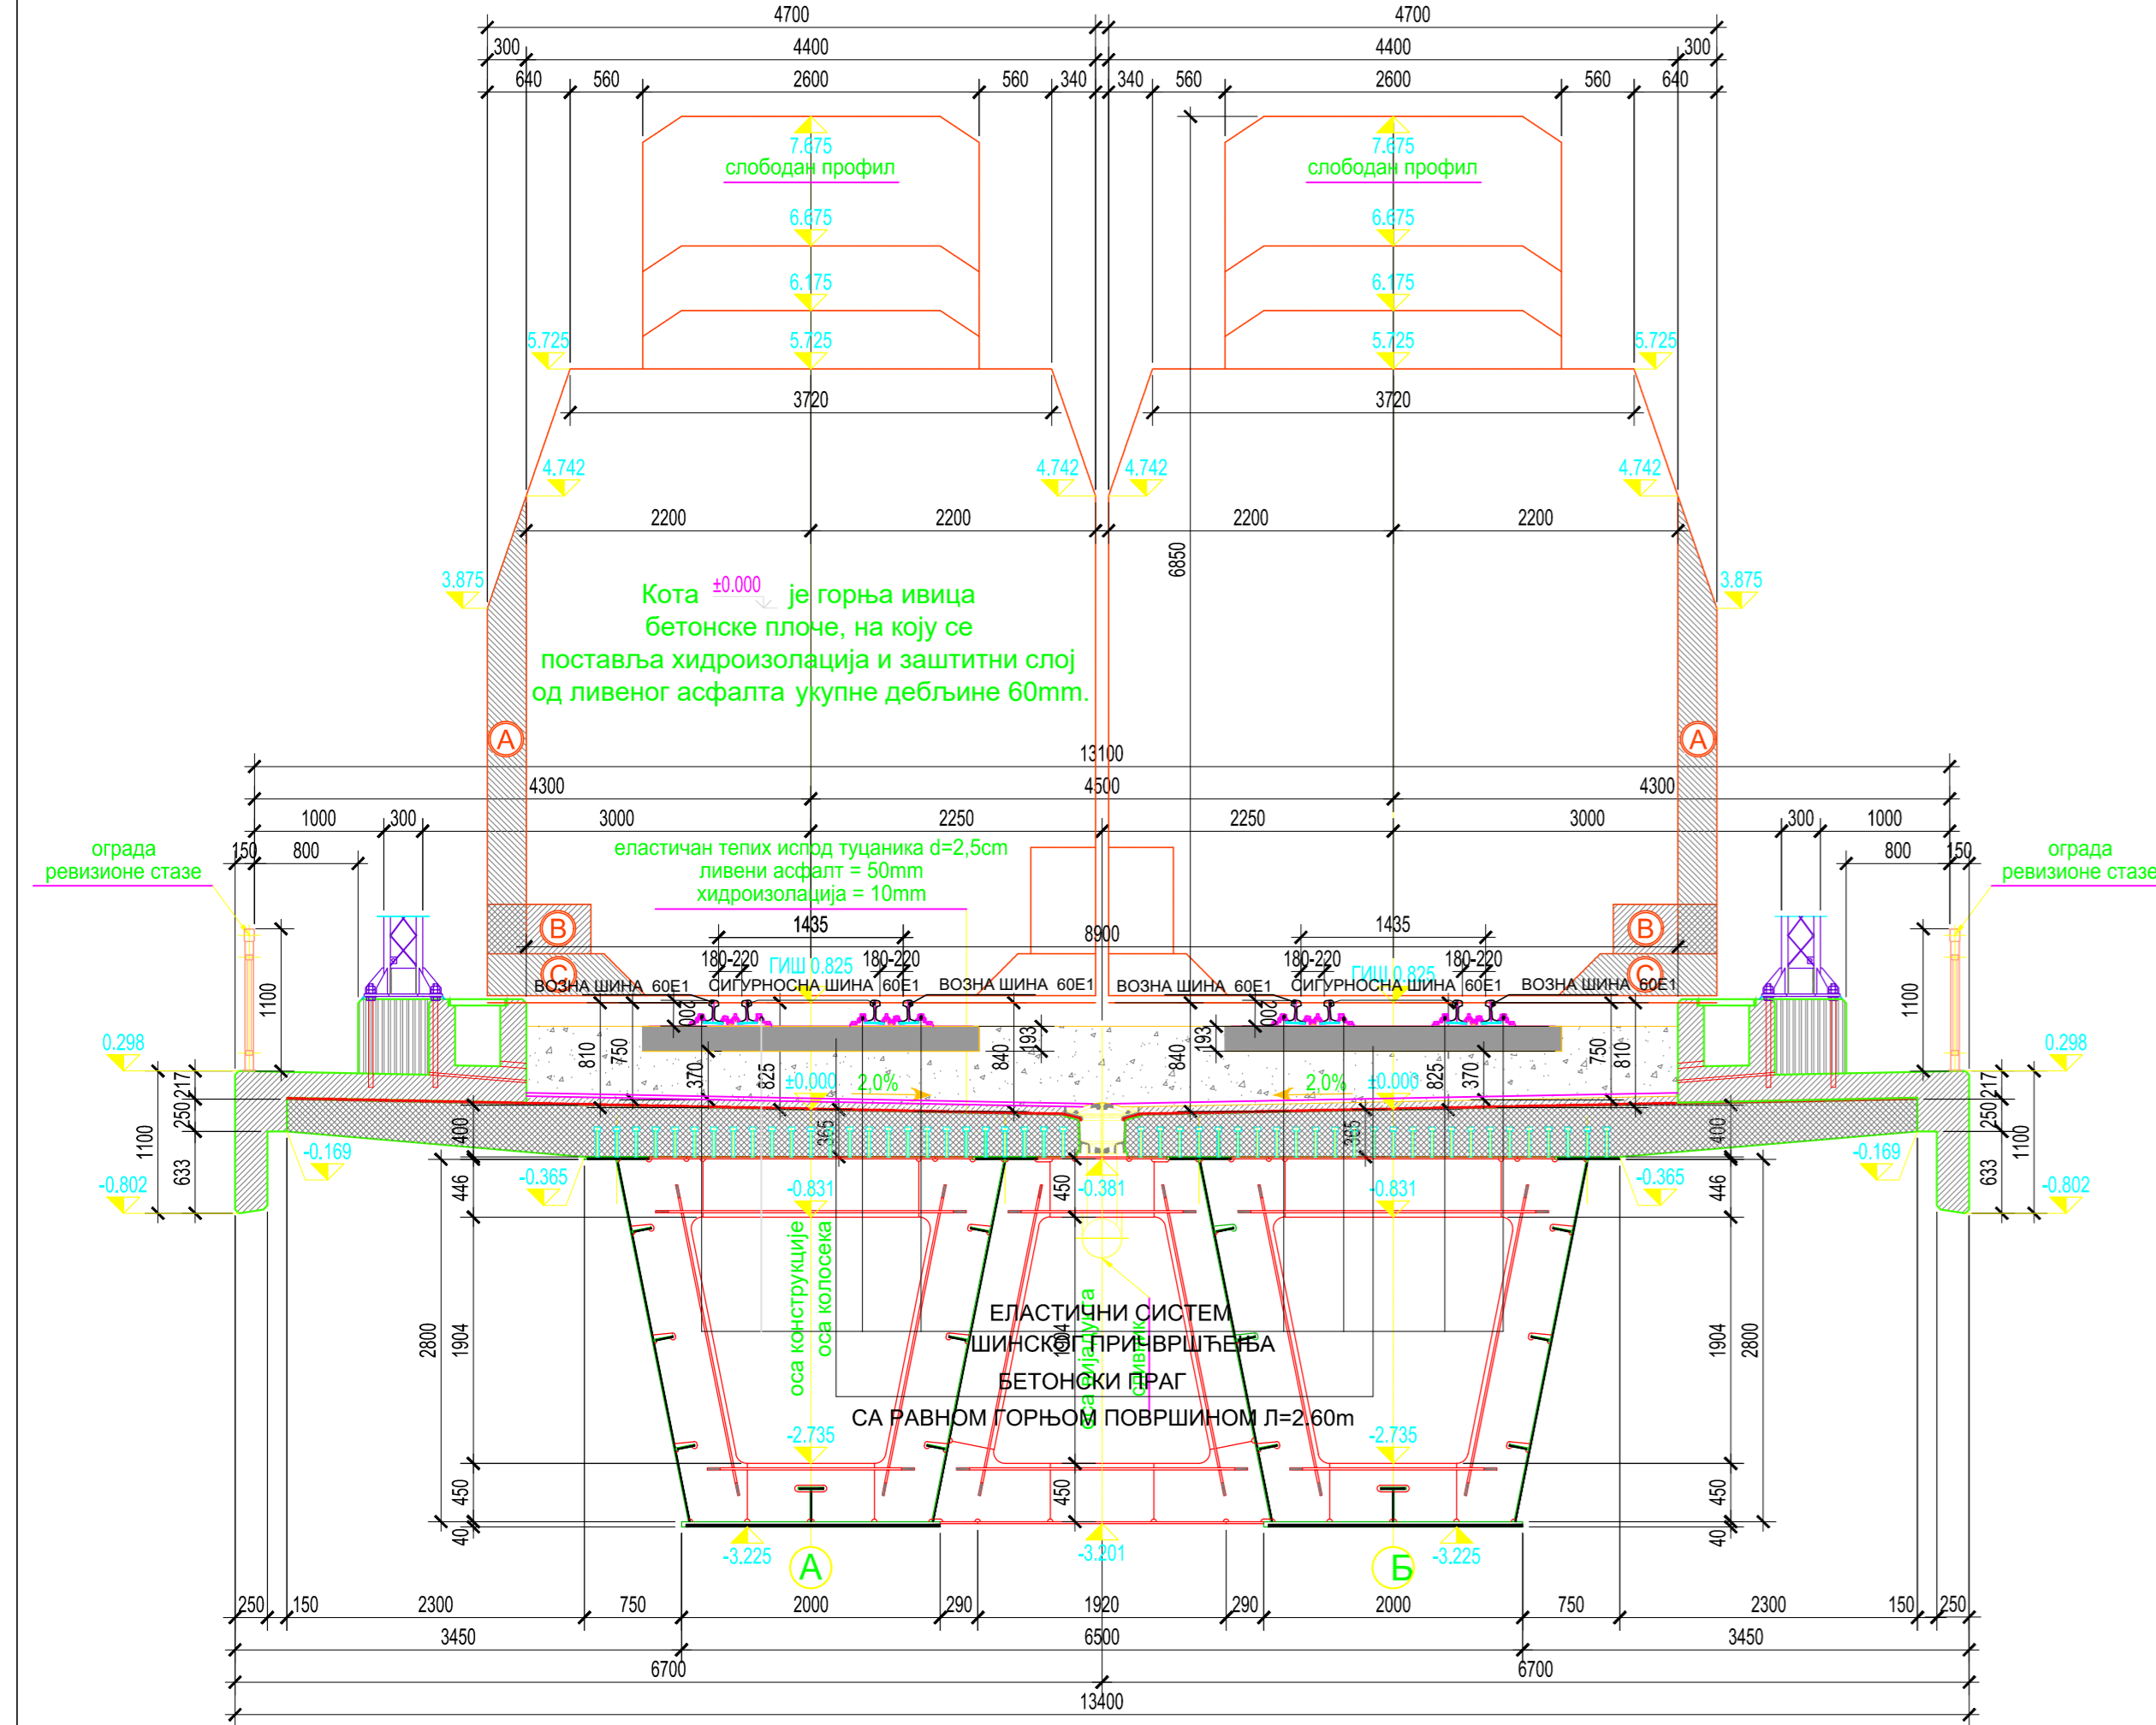 4700 4700
300 4400 4400 300
640 560 2600 560 340 340 560 2600 560 640
7.675 7.675
слободан профил слободан профил
6.675 6.675
6.175 6.175
5.725 5.725 5.725 5.725
3720 3720
4.742 4.742 4.742 4.742
2200 2200 2200 2200
6850
3.875 3.875
Кота ±0.000 је горња ивица
бетонске плоче, на коју се
поставља хидроизолација и заштитни слој
од ливеног асфалта укупне дебљине 60mm.
A A
13100
4300 4500 4300
1000 300 3000 2250 2250 3000 300 1000
ограда
ревизионе стазе
150 800
еластичан тепих испод туцаника d=2,5cm
ливени асфалт = 50mm
хидроизолација = 10mm
800 150
ограда
ревизионе стазе
B B
1435 8900 1435
180-220 180-220 180-220 180-220
C ГИШ 0.825 ГИШ 0.825 C
ВОЗНА ШИНА 60E1 СИГУРНОСНА ШИНА 60E1 ВОЗНА ШИНА 60E1 ВОЗНА ШИНА 60E1 СИГУРНОСНА ШИНА 60E1 ВОЗНА ШИНА 60E1
1100 200 200 1100
0.298 810 750 370 825 193 840 840 193 825 370 750 810 0.298
±0.000 2,0% 2,0% ±0.000
217 250 633 1100 400 365 365 400 217 250 633 1100
-0.169 -0.169
-0.802 -0.365 -0.831 -0.381 -0.831 -0.365 -0.802
446 450 446
оса конструкције
оса колосека
оса вијадукта
сливник
2800 1904 1904 1904 2800
ЕЛАСТИЧНИ СИСТЕМ
ШИНСКОГ ПРИЧВРШЋЕЊА
БЕТОНСКИ ПРАГ
СА РАВНОМ ГОРЊОМ ПОВРШИНОМ Л=2.60m
-2.735 -2.735
450 450 450
40 40
-3.225 -3.201 -3.225
А Б
250 150 2300 750 2000 290 1920 290 2000 750 2300 150 250
3450 6500 3450
6700 6700
13400